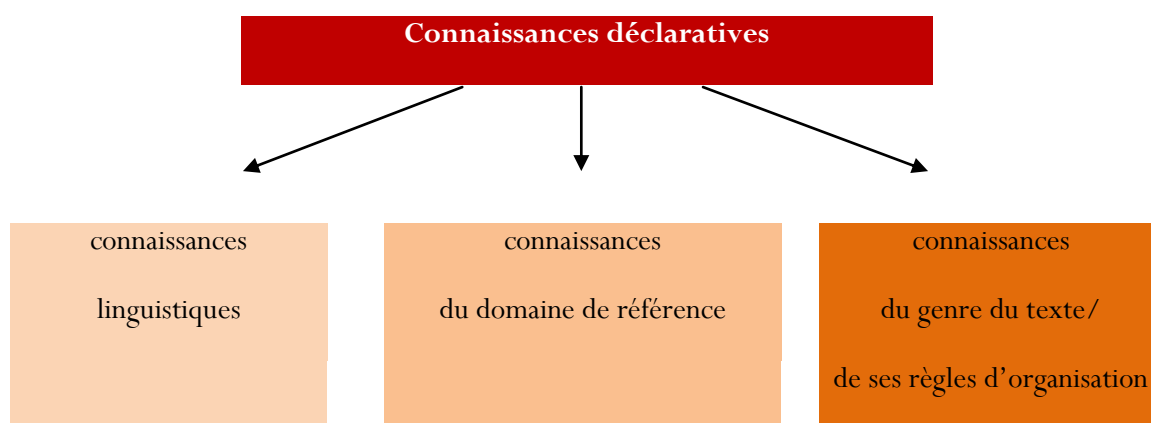 Connaissances déclaratives
connaissances
linguistiques
connaissances
du domaine de référence
connaissances
du genre du texte/
de ses règles d’organisation